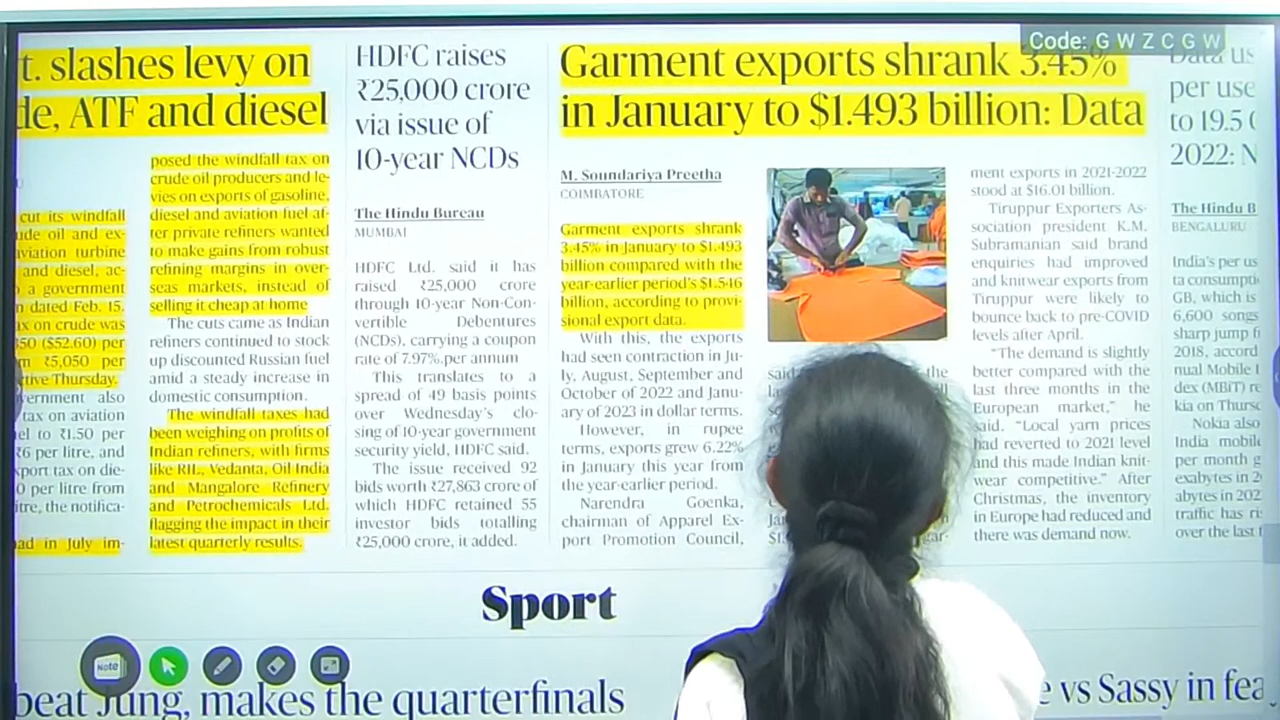 Code: G W Z C G W
t. slashes levy on
de, ATF and diesel
cut its windfall
ude oil and ex-
aviation turbine
and diesel, ac-
a government
n dated Feb. 15.
ax on crude was
50 ($52.60) per
m ₹5,050 per
ctive Thursday.
vernment also
tax on aviation
el to ₹1.50 per
₹6 per litre, and
xport tax on die-
0 per litre from
itre, the notifica-
ad in July im-
posed the windfall tax on
crude oil producers and le-
vies on exports of gasoline,
diesel and aviation fuel af-
ter private refiners wanted
to make gains from robust
refining margins in over-
seas markets, instead of
selling it cheap at home
The cuts came as Indian
refiners continued to stock
up discounted Russian fuel
amid a steady increase in
domestic consumption.
The windfall taxes had
been weighing on profits of
Indian refiners, with firms
like RIL, Vedanta, Oil India
and Mangalore Refinery
and Petrochemicals Ltd.
flagging the impact in their
latest quarterly results.
HDFC raises
₹25,000 crore
via issue of
10-year NCDs
The Hindu Bureau
MUMBAI
HDFC Ltd. said it has
raised ₹25,000 crore
through 10-year Non-Con-
vertible Debentures
(NCDs), carrying a coupon
rate of 7.97% per annum
This translates to a
spread of 49 basis points
over Wednesday's clo-
sing of 10-year government
security yield, HDFC said.
The issue received 92
bids worth ₹27,863 crore of
which HDFC retained 55
investor bids totalling
₹25,000 crore, it added.
Garment exports shrank 3.45%
in January to $1.493 billion: Data
M. Soundariya Preetha
COIMBATORE
Garment exports shrank
3.45% in January to $1.493
billion compared with the
year-earlier period's $1.546
billion, according to provi-
sional export data.
With this, the exports
had seen contraction in Ju-
ly, August, September and
October of 2022 and Janu-
ary of 2023 in dollar terms.
However, in rupee
terms, exports grew 6.22%
in January this year from
the year-earlier period.
Narendra Goenka,
chairman of Apparel Ex-
port Promotion Council,
said the
ment exports in 2021-2022
stood at $16.01 billion.
Tiruppur Exporters As-
sociation president K.M.
Subramanian said brand
enquiries had improved
and knitwear exports from
Tiruppur were likely to
bounce back to pre-COVID
levels after April.
"The demand is slightly
better compared with the
last three months in the
European market," he
said. "Local yarn prices
had reverted to 2021 level
and this made Indian knit-
wear competitive." After
Christmas, the inventory
in Europe had reduced and
there was demand now.
Data us
per use
to 19.5
2022: N
The Hindu B
BENGALURU
India's per us
ta consumpti
GB, which is
6,600 songs
sharp jump f
2018, accord
nual Mobile I
dex (MBiT) re
kia on Thurs
Nokia also
India mobile
per month g
exabytes in 2
abytes in 202
traffic has ri
over the last f
Sport
Note
beat Jung, makes the quarterfinals
e vs Sassy in fea